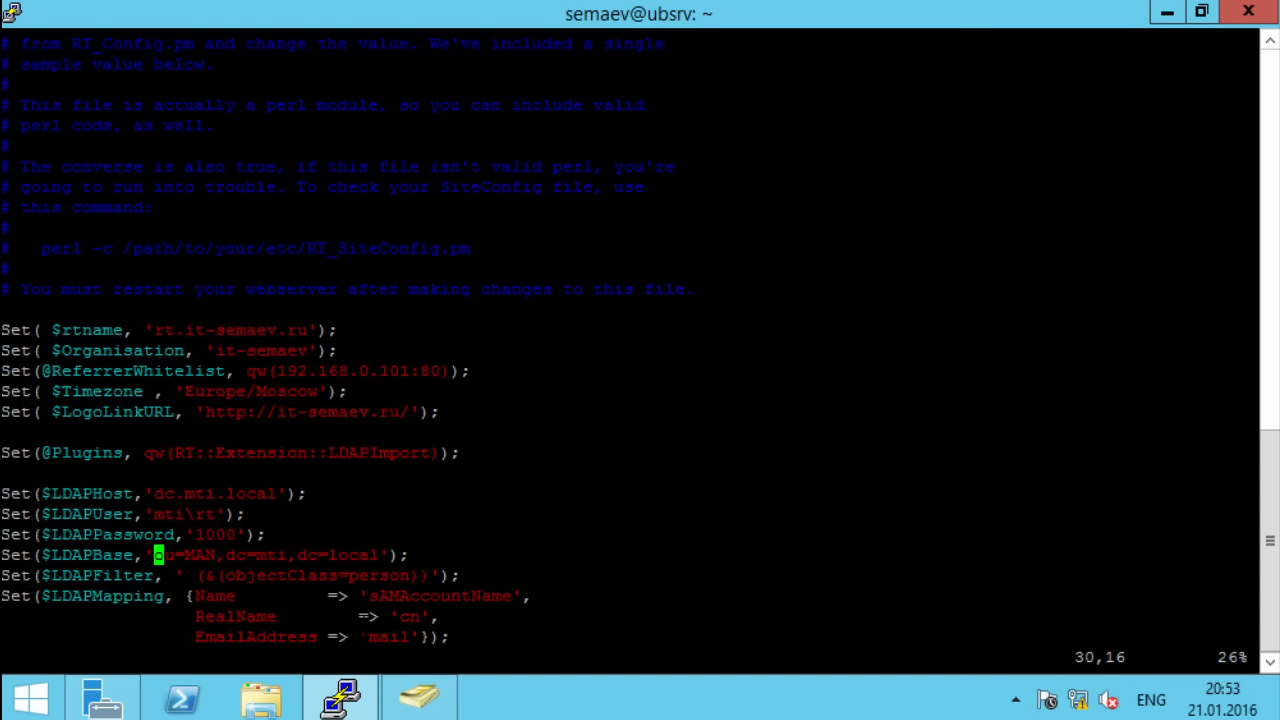 semaev@ubsrv: ~
# from RT_Config.pm and change the value. We've included a single
# sample value below.
#
# This file is actually a perl module, so you can include valid
# perl code, as well.
#
# The converse is also true, if this file isn't valid perl, you're
# going to run into trouble. To check your SiteConfig file, use
# this command:
#
#   perl -c /path/to/your/etc/RT_SiteConfig.pm
#
# You must restart your webserver after making changes to this file.
Set( $rtname, 'rt.it-semaev.ru');
Set( $Organisation, 'it-semaev');
Set(@ReferrerWhitelist, qw(192.168.0.101:80));
Set( $Timezone , 'Europe/Moscow');
Set( $LogoLinkURL, 'http://it-semaev.ru/');
Set(@Plugins, qw(RT::Extension::LDAPImport));
Set($LDAPHost,'dc.mti.local');
Set($LDAPUser,'mti\rt');
Set($LDAPPassword,'1000');
Set($LDAPBase,'ou=MAN,dc=mti,dc=local');
Set($LDAPFilter, ' (&(objectClass=person))');
Set($LDAPMapping, {Name         => 'sAMAccountName',
                   RealName        => 'cn',
                   EmailAddress => 'mail'});
30,16         26%
ENG
20:53
21.01.2016